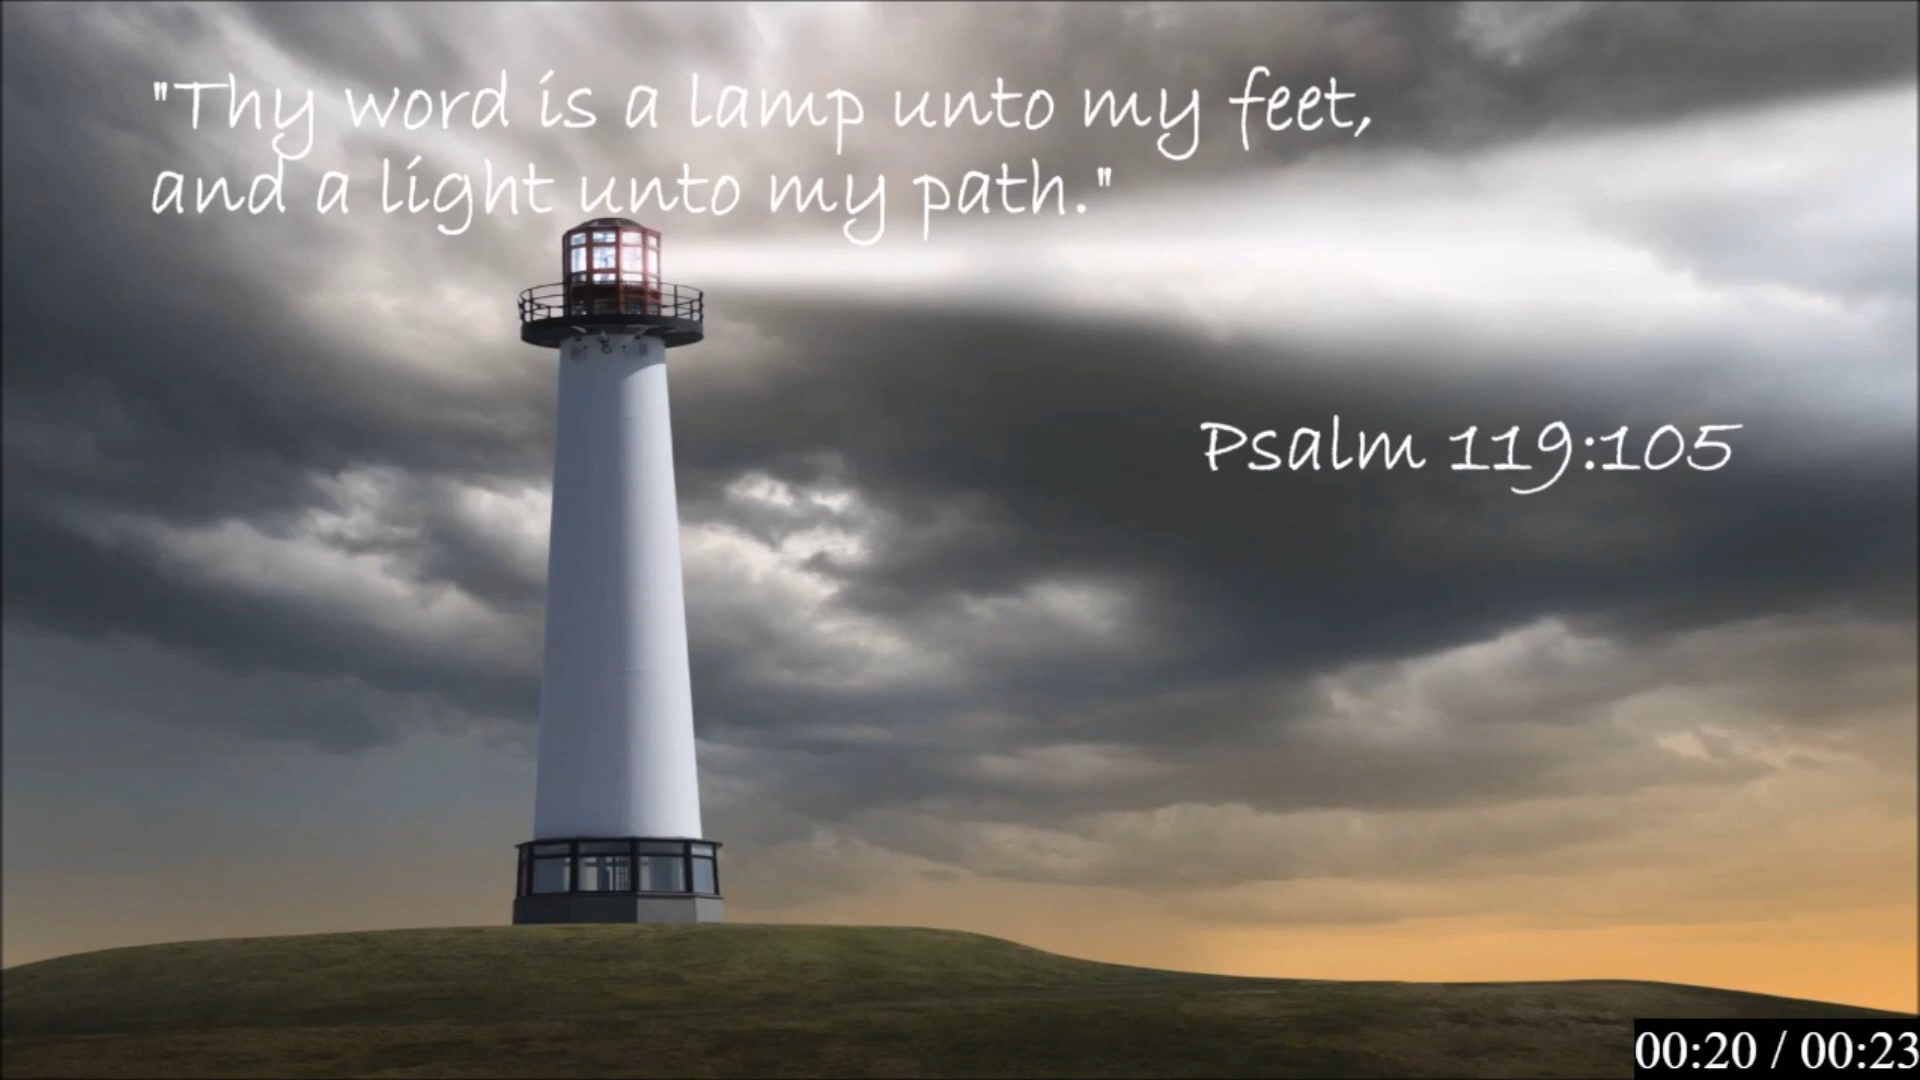 "Thy word is a lamp unto my feet,
and a light unto my path."
Psalm 119:105
00:20 / 00:23